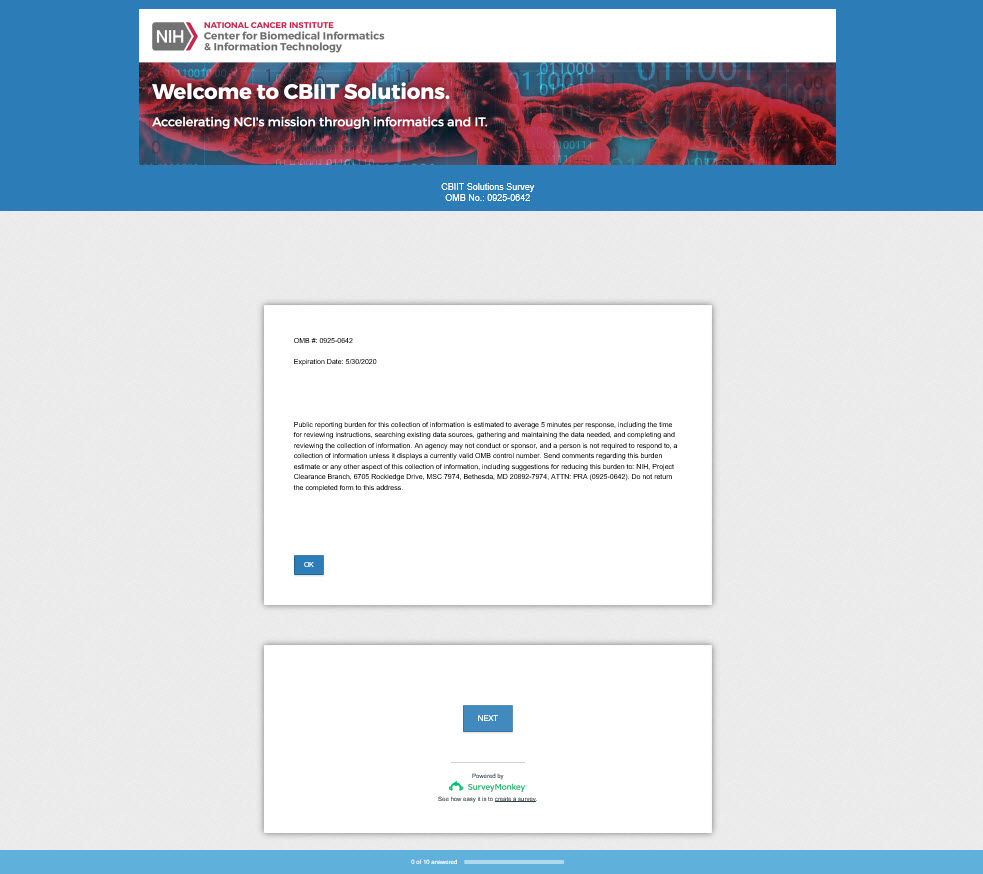 NIH
NATIONAL CANCER INSTITUTE
Center for Biomedical Informatics
& Information Technology
Welcome to CBIIT Solutions.
Accelerating NCI's mission through informatics and IT.
CBIIT Solutions Survey
OMB No.: 0925-0642
OMB #: 0925-0642
Expiration Date: 5/30/2020
Public reporting burden for this collection of information is estimated to average 5 minutes per response, including the time
for reviewing instructions, searching existing data sources, gathering and maintaining the data needed, and completing and
reviewing the collection of information. An agency may not conduct or sponsor, and a person is not required to respond to, a
collection of information unless it displays a currently valid OMB control number. Send comments regarding this burden
estimate or any other aspect of this collection of information, including suggestions for reducing this burden to: NIH, Project
Clearance Branch, 6705 Rockledge Drive, MSC 7974, Bethesda, MD 20892-7974, ATTN: PRA (0925-0642). Do not return
the completed form to this address.
OK
NEXT
Powered by
SurveyMonkey
See how easy it is to create a survey.
0 of 10 answered